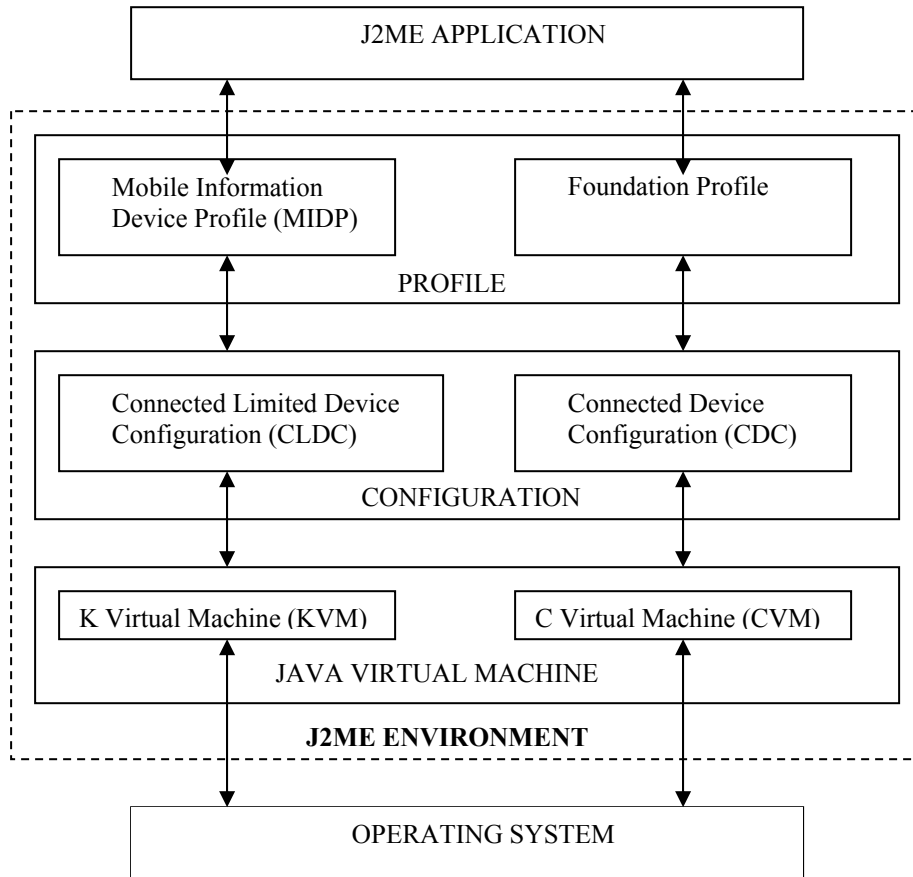 J2ME APPLICATION
Mobile Information
Device Profile (MIDP)
Foundation Profile
PROFILE
Connected Limited Device
Configuration (CLDC)
Connected Device
Configuration (CDC)
CONFIGURATION
K Virtual Machine (KVM)
C Virtual Machine (CVM)
JAVA VIRTUAL MACHINE
J2ME ENVIRONMENT
OPERATING SYSTEM